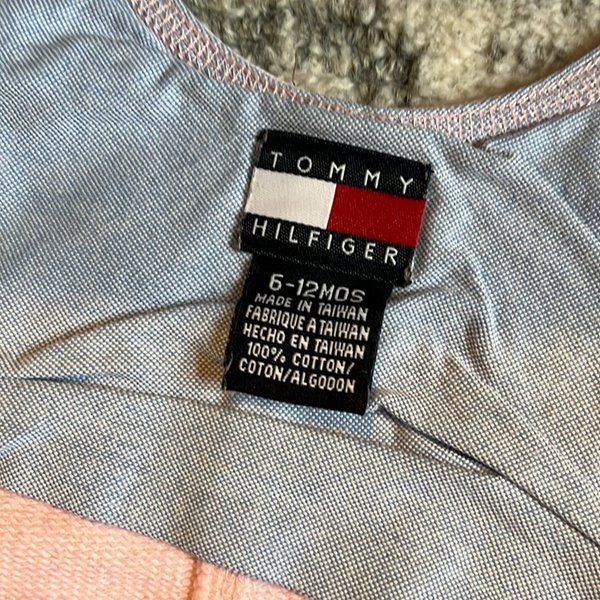 TOMMY
HILFIGER
6-12MOS
MADE IN TAIWAN
FABRIQUE A TAIWAN
HECHO EN TAIWAN
100% COTTON/
COTON/ALGODON